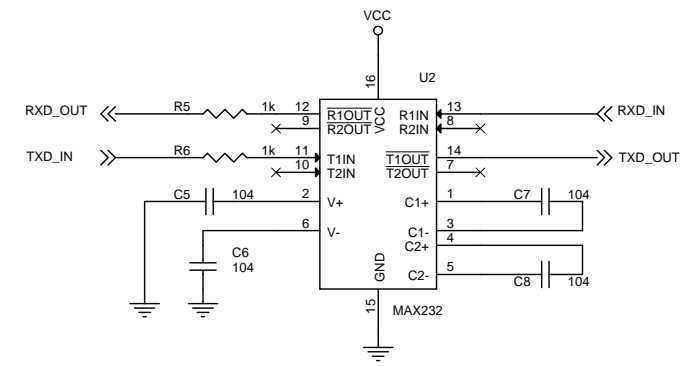 VCC
16
U2
RXD_OUT R5 1k 12 R1OUT VCC R1IN 13 RXD_IN
9 R2OUT R2IN 8
TXD_IN R6 1k 11 T1IN T1OUT 14 TXD_OUT
10 T2IN T2OUT 7
C5 104 2 V+ C1+ 1 C7 104
6 V- C1- 3
C2+ 4
C6
104
GND C2- 5 C8 104
15 MAX232